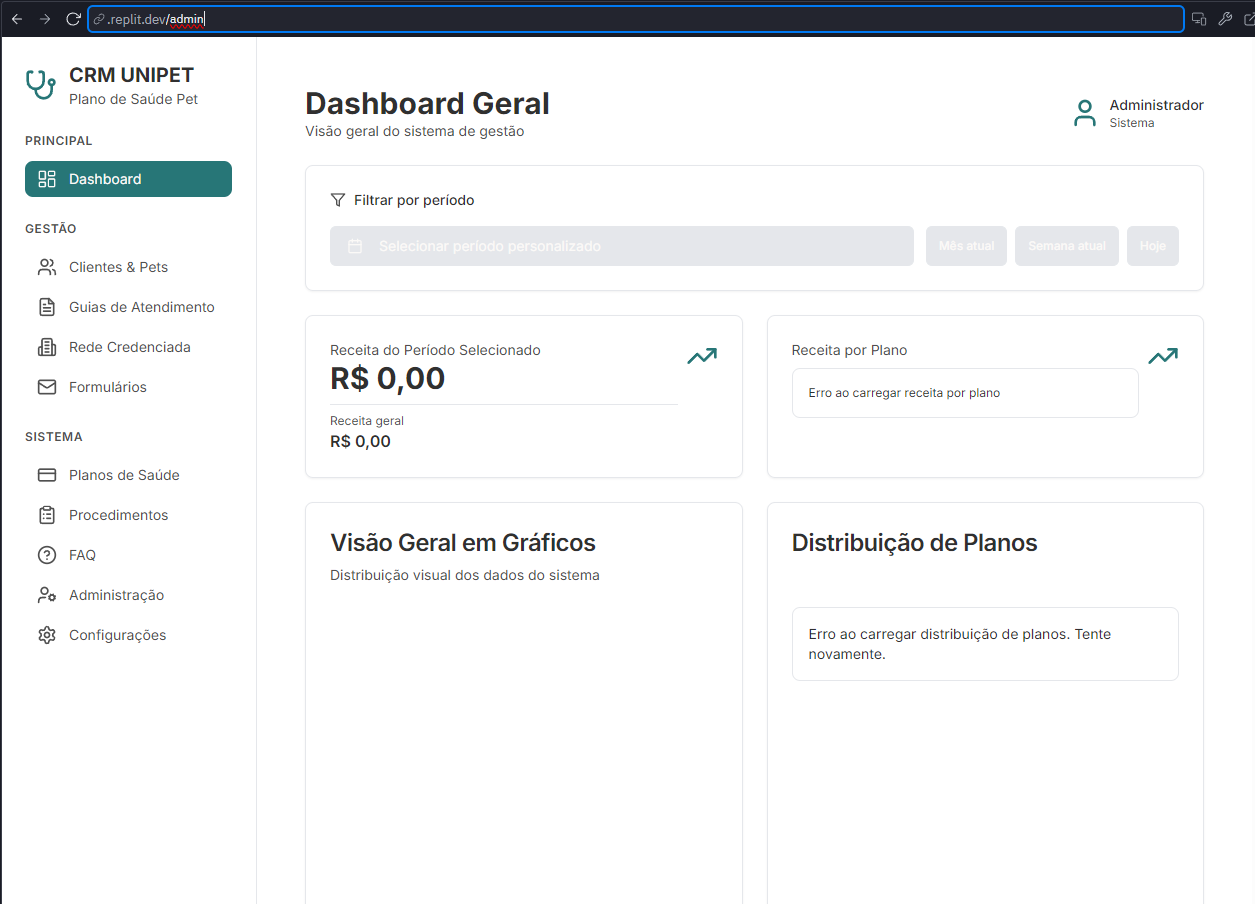 .replit.dev/admin
CRM UNIPET
Plano de Saúde Pet
PRINCIPAL
Dashboard
GESTÃO
Clientes & Pets
Guias de Atendimento
Rede Credenciada
Formulários
SISTEMA
Planos de Saúde
Procedimentos
FAQ
Administração
Configurações
Dashboard Geral
Visão geral do sistema de gestão
Administrador
Sistema
Filtrar por período
Selecionar período personalizado
Mês atual
Semana atual
Hoje
Receita do Período Selecionado
R$ 0,00
Receita geral
R$ 0,00
Receita por Plano
Erro ao carregar receita por plano
Visão Geral em Gráficos
Distribuição visual dos dados do sistema
Distribuição de Planos
Erro ao carregar distribuição de planos. Tente
novamente.